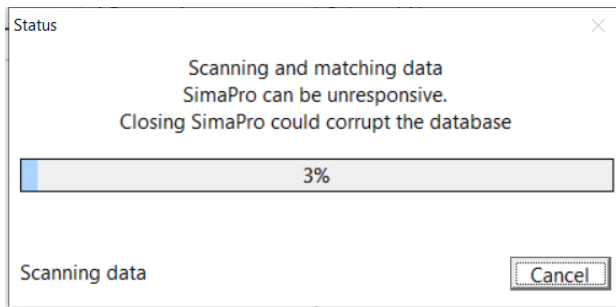 Status
Scanning and matching data
SimaPro can be unresponsive.
Closing SimaPro could corrupt the database
3%
Scanning data
Cancel